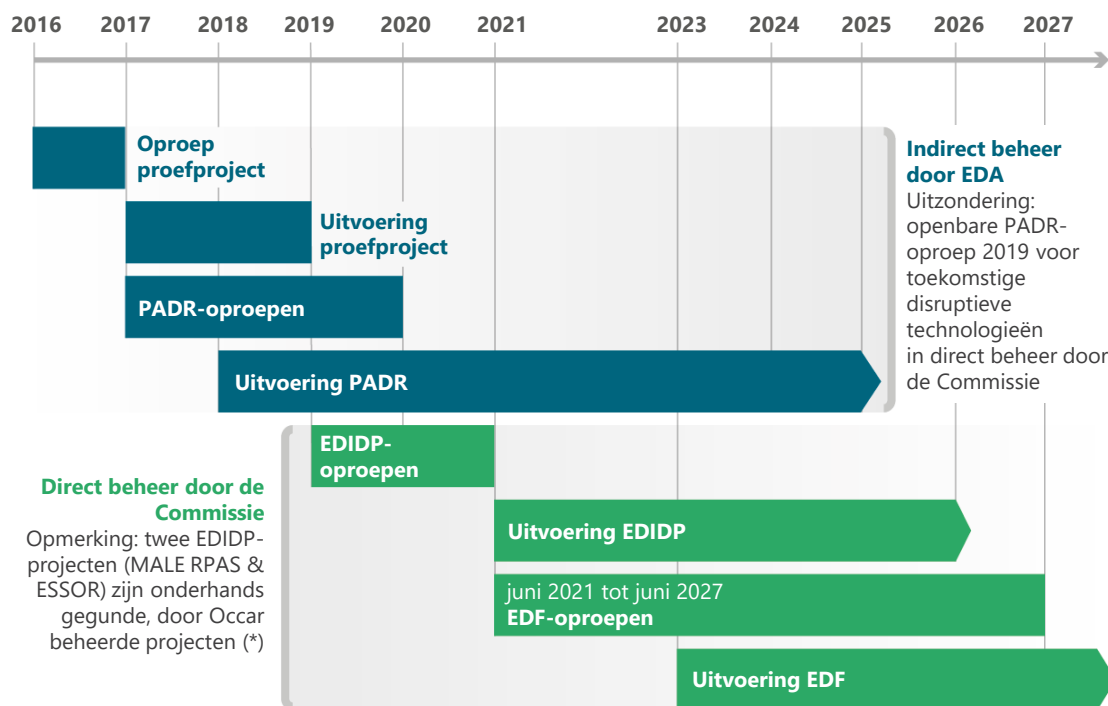 2016 2017 2018 2019 2020 2021 2023 2024 2025 2026 2027
Oproep
proefproject
Uitvoering
proefproject
PADR-oproepen
Uitvoering PADR
Indirect beheer
door EDA
Uitzondering:
openbare PADR-
oproep 2019 voor
toekomstige
disruptieve
technologieën
in direct beheer door
de Commissie
EDIDP-
oproepen
Direct beheer door de
Commissie
Opmerking: twee EDIDP-
projecten (MALE RPAS &
ESSOR) zijn onderhands
gegunde, door Occar
beheerde projecten (*)
Uitvoering EDIDP
juni 2021 tot juni 2027
EDF-oproepen
Uitvoering EDF